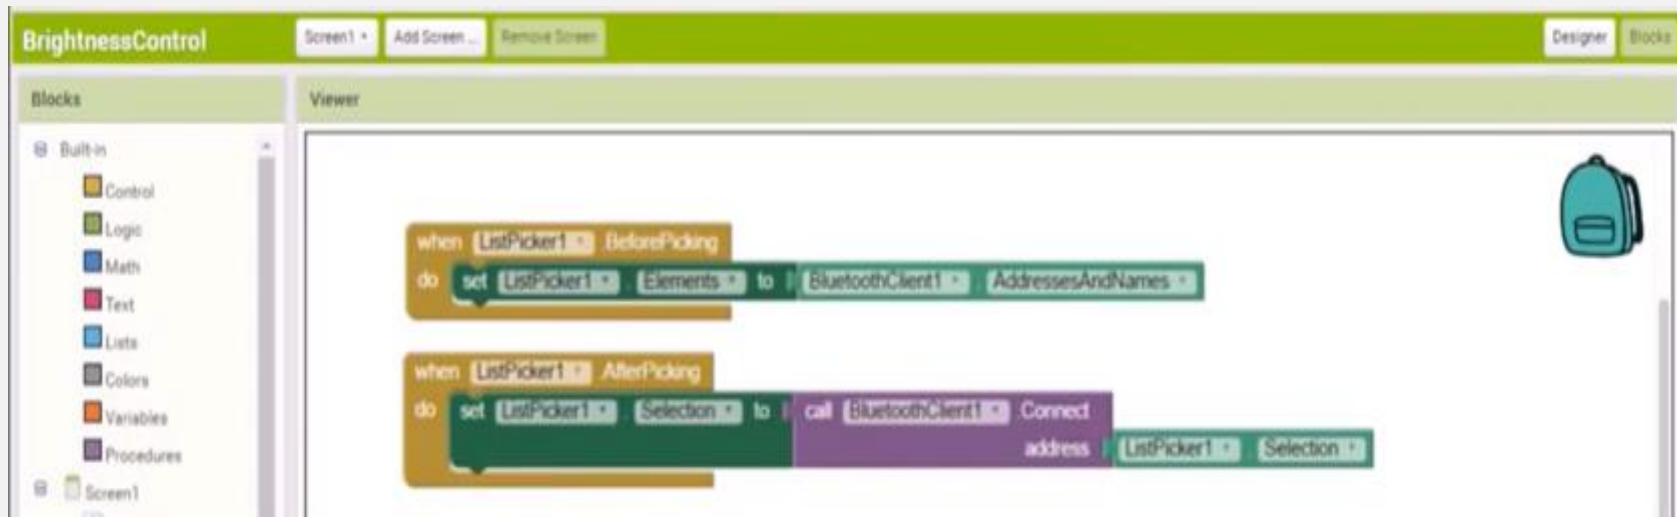 BrightnessControl Screen1 Add Screen ... Remove Screen Designer Blocks
Blocks Viewer
Built-in
Control
Logic
Math
Text
Lists
Colors
Variables
Procedures
Screen1
when ListPicker1 .BeforePicking
do set ListPicker1 . Elements to BluetoothClient1 . AddressesAndNames
when ListPicker1 .AfterPicking
do set ListPicker1 . Selection to call BluetoothClient1 .Connect
address ListPicker1 . Selection